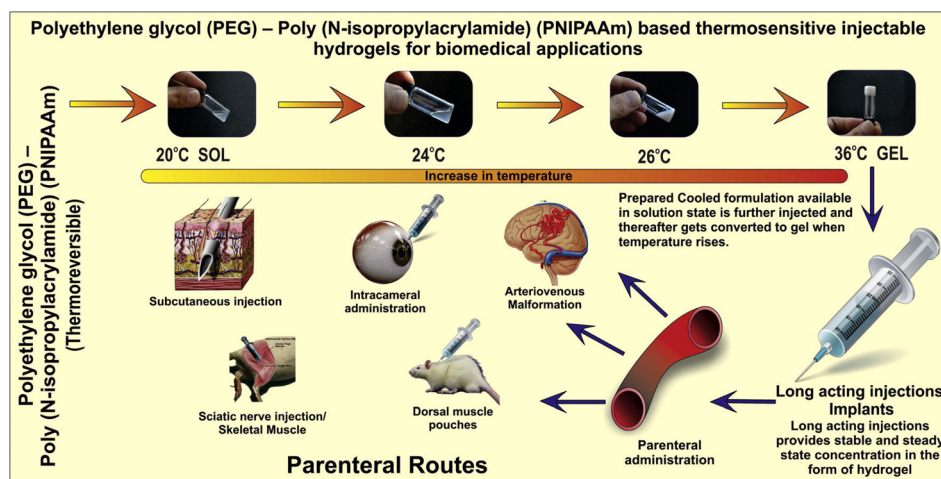 Polyethylene glycol (PEG) – Poly (N-isopropylacrylamide) (PNIPAAm) based thermosensitive injectable
hydrogels for biomedical applications
Polyethylene glycol (PEG) –
Poly (N-isopropylacrylamide) (PNIPAAm)
(Thermoreversible)
20°C SOL
24°C
26°C
36°C GEL
Increase in temperature
Prepared Cooled formulation available
in solution state is further injected and
thereafter gets converted to gel when
temperature rises.
Subcutaneous injection
Intracameral
administration
Arteriovenous
Malformation
Sciatic nerve injection/
Skeletal Muscle
Dorsal muscle
pouches
Parenteral
administration
Long acting injections
Implants
Long acting injections
provides stable and steady
state concentration in the
form of hydrogel
Parenteral Routes